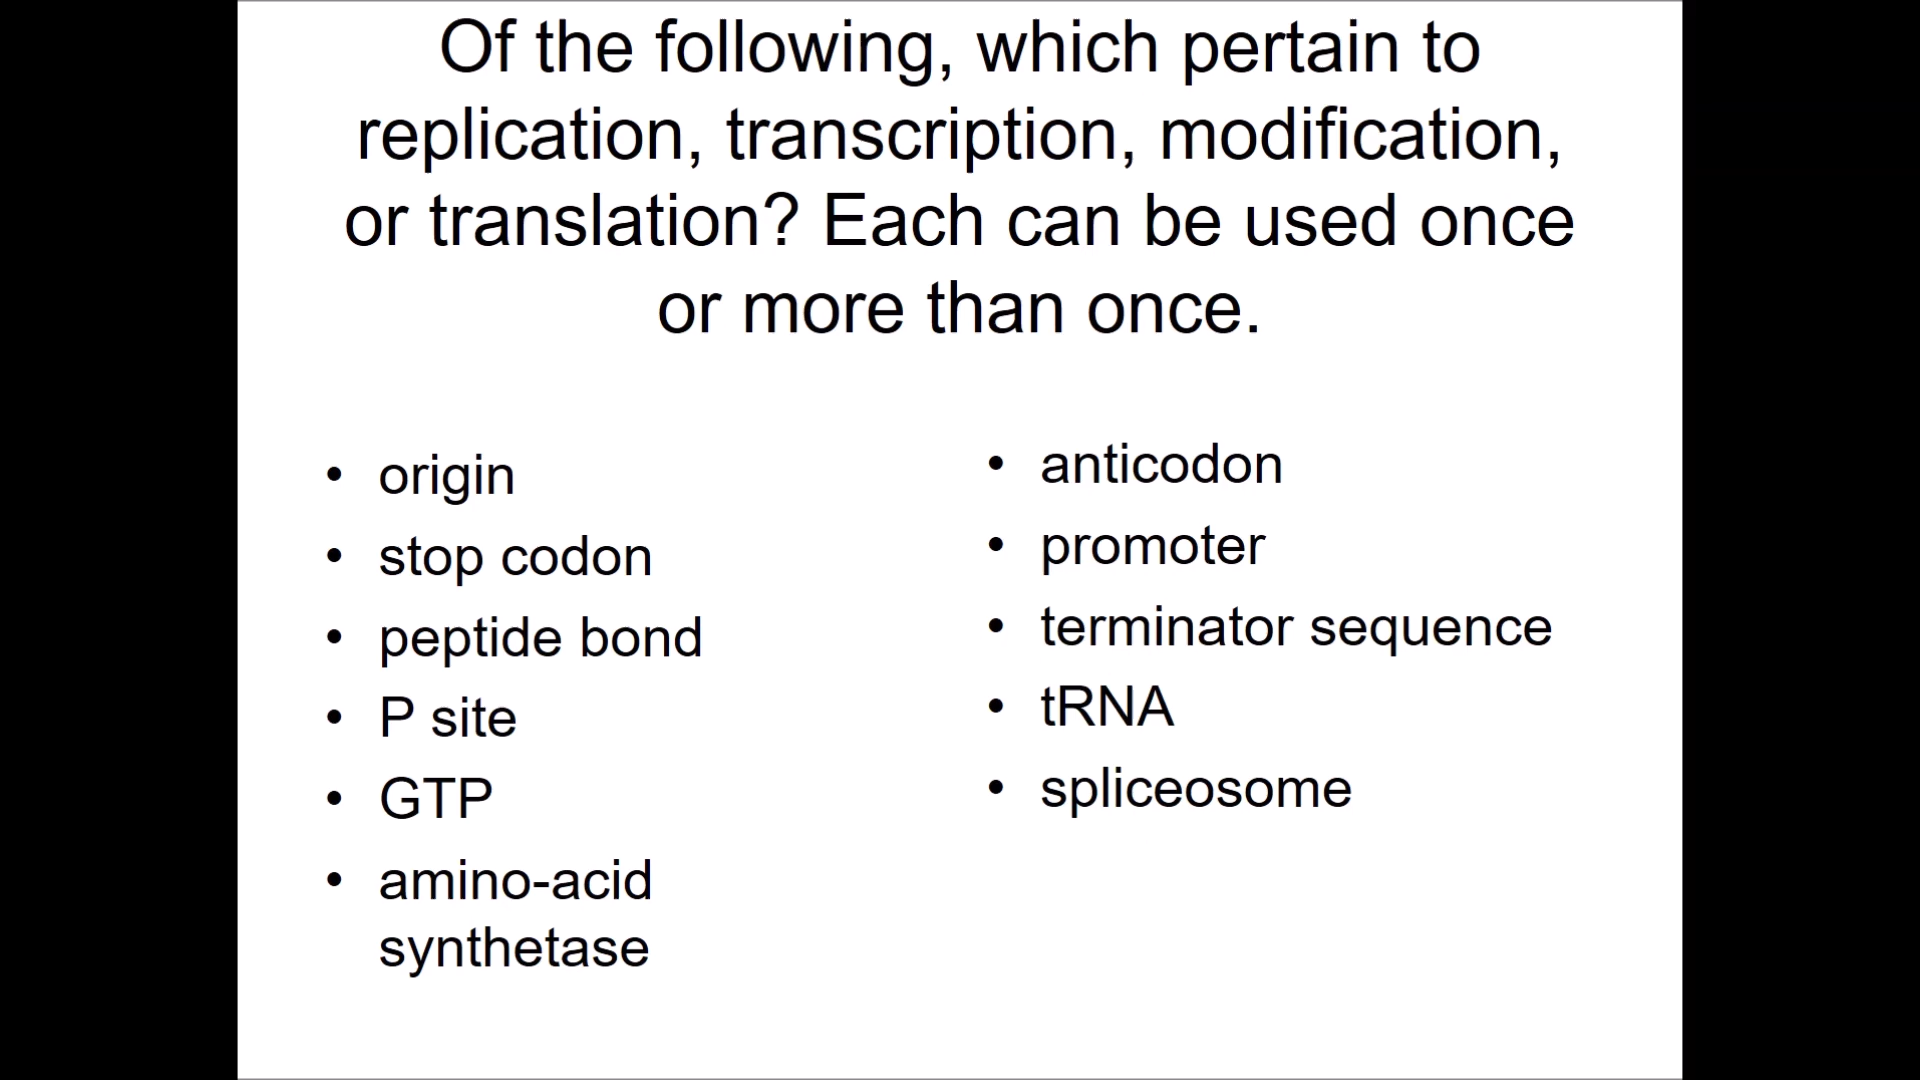 Of the following, which pertain to
replication, transcription, modification,
or translation? Each can be used once
or more than once.
• origin
• stop codon
• peptide bond
• P site
• GTP
• amino-acid
synthetase
• anticodon
• promoter
• terminator sequence
• tRNA
• spliceosome